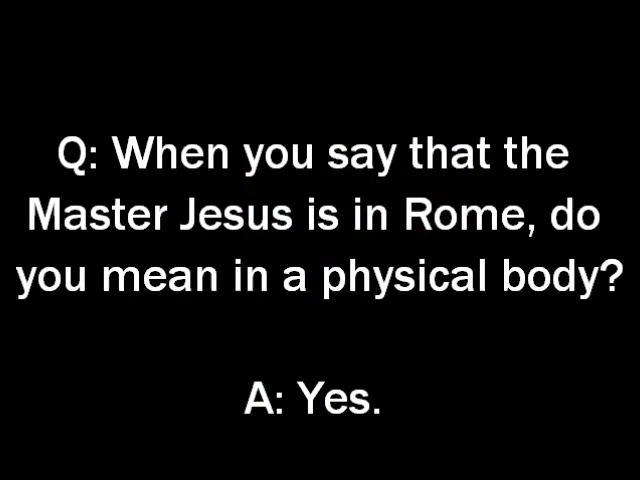 Q: When you say that the
Master Jesus is in Rome, do
you mean in a physical body?
A: Yes.